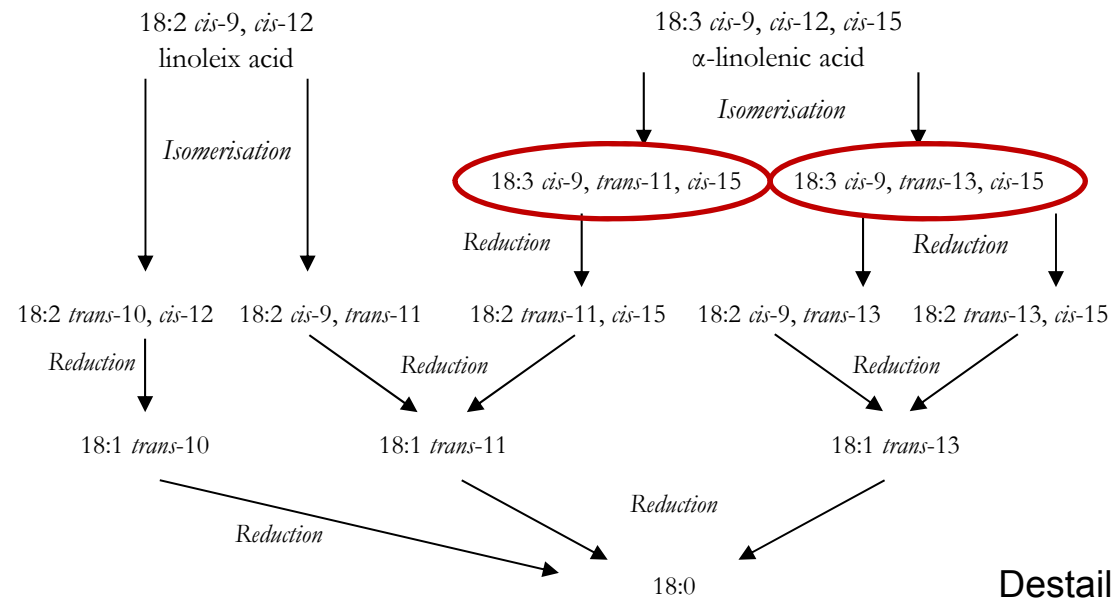 18:2 cis-9, cis-12
linoleix acid
18:3 cis-9, cis-12, cis-15
α-linolenic acid
Isomerisation
Isomerisation
18:3 cis-9, trans-11, cis-15
18:3 cis-9, trans-13, cis-15
Reduction
Reduction
18:2 trans-10, cis-12
18:2 cis-9, trans-11
18:2 trans-11, cis-15
18:2 cis-9, trans-13
18:2 trans-13, cis-15
Reduction
Reduction
Reduction
18:1 trans-10
18:1 trans-11
18:1 trans-13
Reduction
Reduction
18:0
Destail